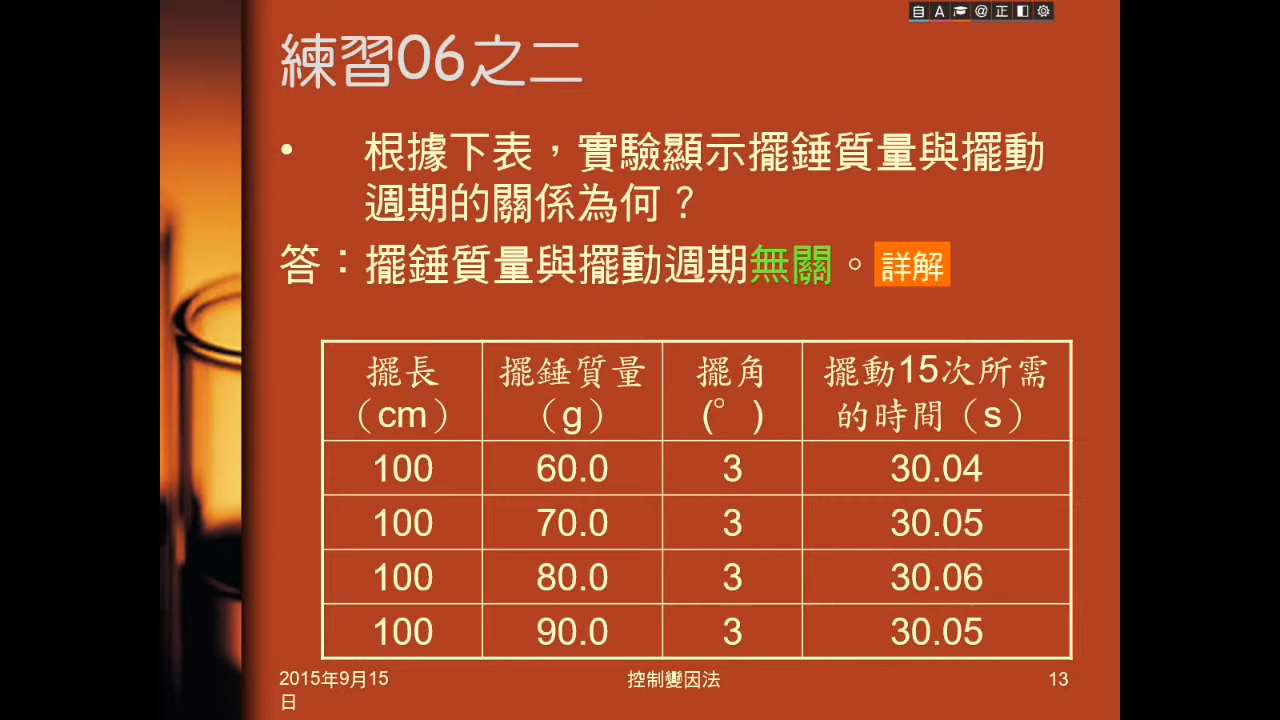 自 A @ 正
練習06之二
• 根據下表，實驗顯示擺錘質量與擺動
週期的關係為何？
答：擺錘質量與擺動週期無關。詳解
擺長 擺錘質量 擺角 擺動15次所需
（cm） （g） (° ) 的時間（s）
100 60.0 3 30.04
100 70.0 3 30.05
100 80.0 3 30.06
100 90.0 3 30.05
2015年9月15 控制變因法 13
日